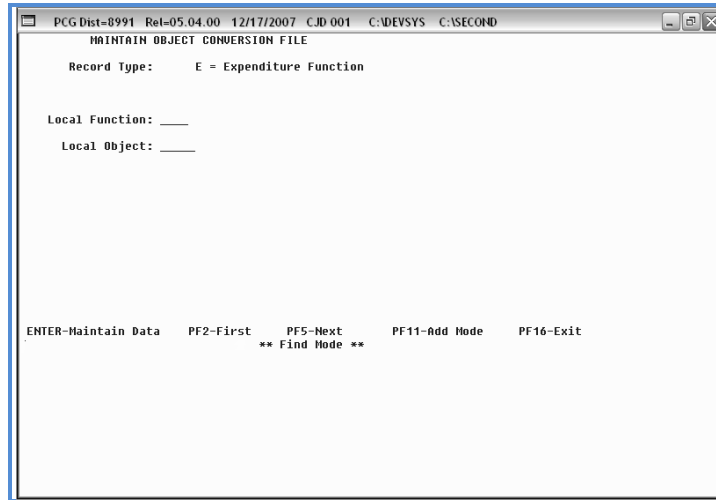 PCG Dist=8991 Rel=05.04.00 12/17/2007 CJD 001 C:\DEVSYS C:\SECOND
MAINTAIN OBJECT CONVERSION FILE
Record Type: E = Expenditure Function
Local Function: ____
Local Object: _____
ENTER-Maintain Data PF2-First PF5-Next PF11-Add Mode PF16-Exit
** Find Mode **